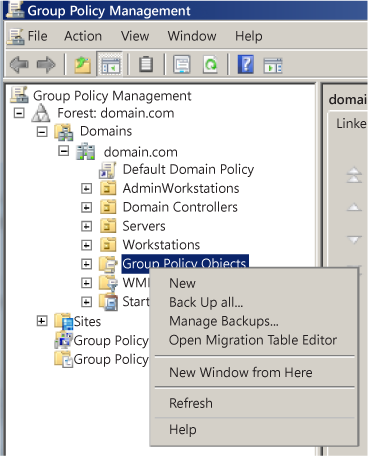 Group Policy Management
File Action View Window Help
Group Policy Management
Forest: domain.com
Domains
domain.com
Default Domain Policy
AdminWorkstations
Domain Controllers
Servers
Workstations
Group Policy Objects
WMI
Start
Sites
Group Policy
Group Policy
New
Back Up all...
Manage Backups...
Open Migration Table Editor
New Window from Here
Refresh
Help
domai
Linke